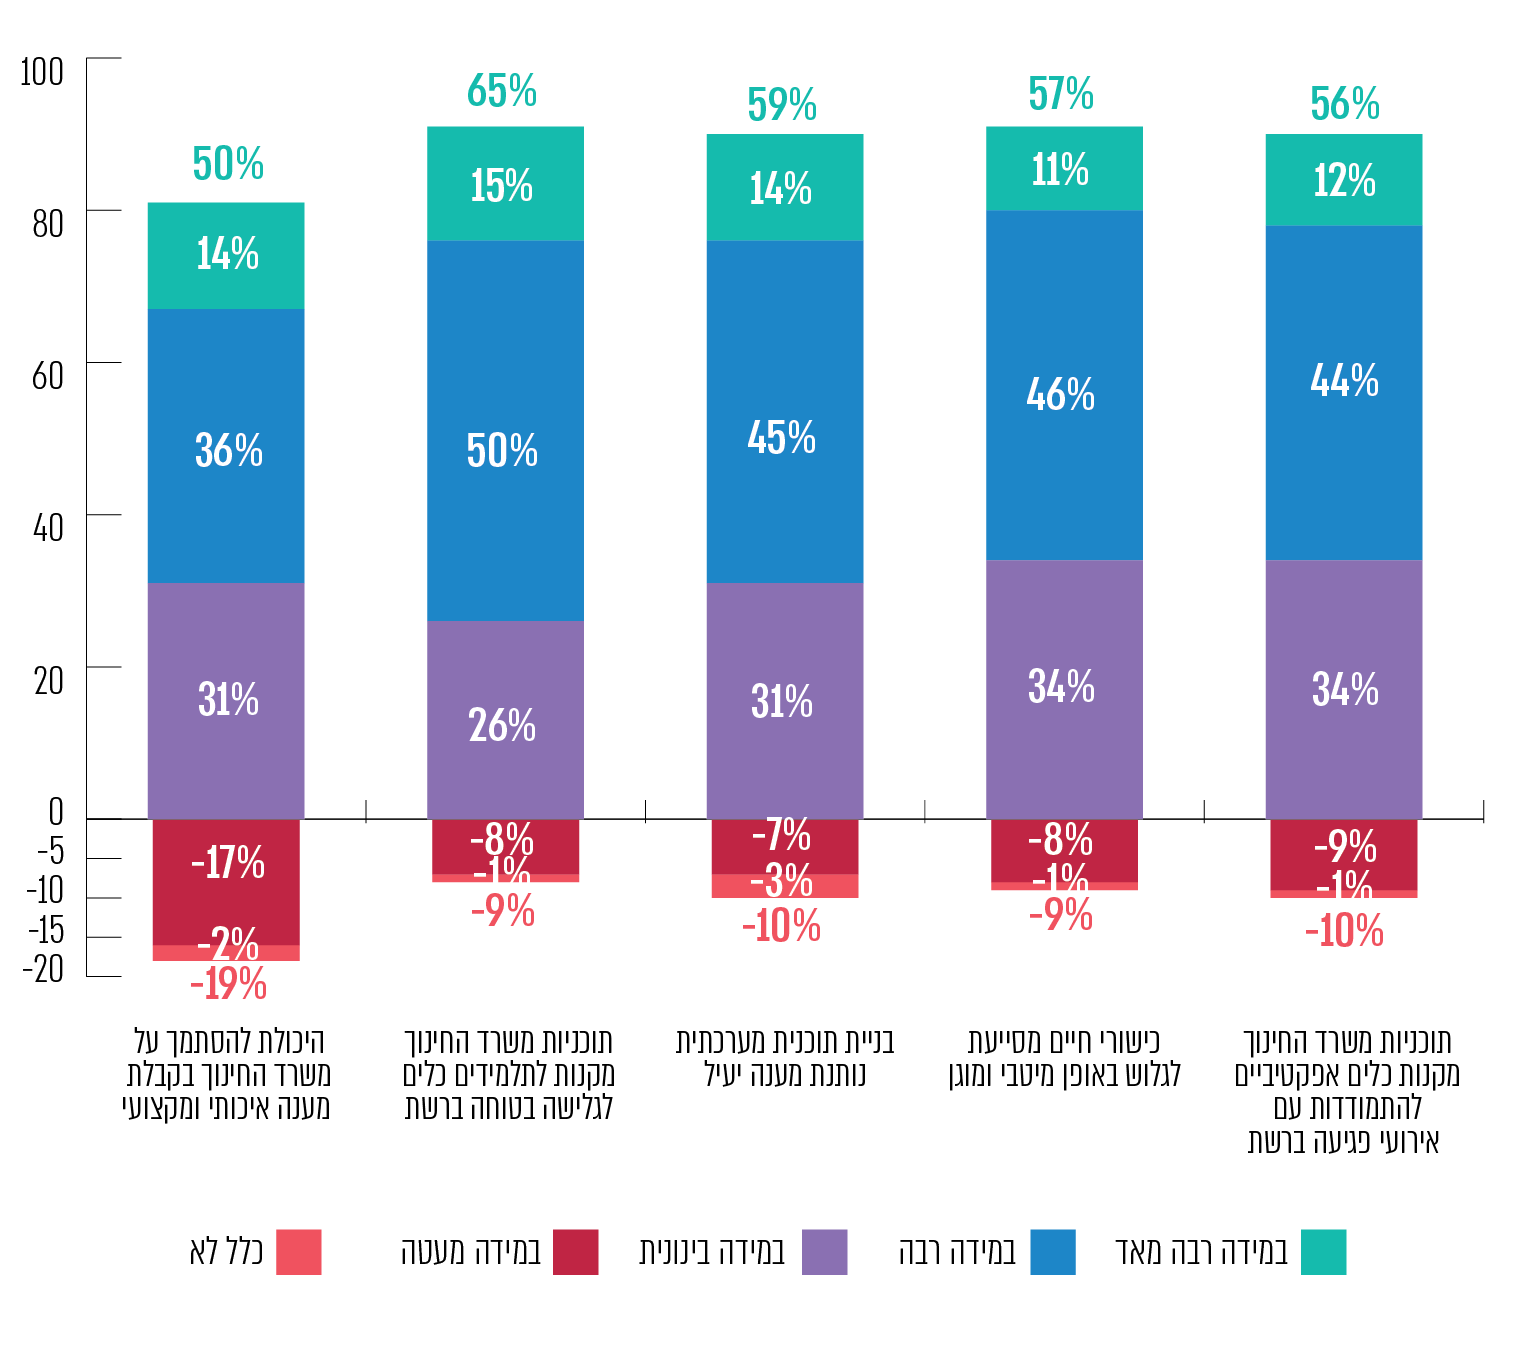 100
80
60
40
20
0
-5
-10
-15
-20
50%
14%
36%
31%
-17%
-2%
-19%
65%
15%
50%
26%
-8%
-1%
-9%
59%
14%
45%
31%
-7%
-3%
-10%
57%
11%
46%
34%
-8%
-1%
-9%
56%
12%
44%
34%
-9%
-1%
-10%
היכולת להסתמך על
משרד החינוך בקבלת
מענה איכותי ומקצועי
תוכניות משרד החינוך
מקנות לתלמידים כלים
לגלישה בטוחה ברשת
בניית תוכנית מערכתית
נותנת מענה יעיל
כישורי חיים מסייעת
לגלוש באופן מיטבי ומוגן
תוכניות משרד החינוך
מקנות כלים אפקטיביים
להתמודדות עם
אירועי פגיעה ברשת
במידה רבה מאד
במידה רבה
במידה בינונית
במידה מעטה
כלל לא